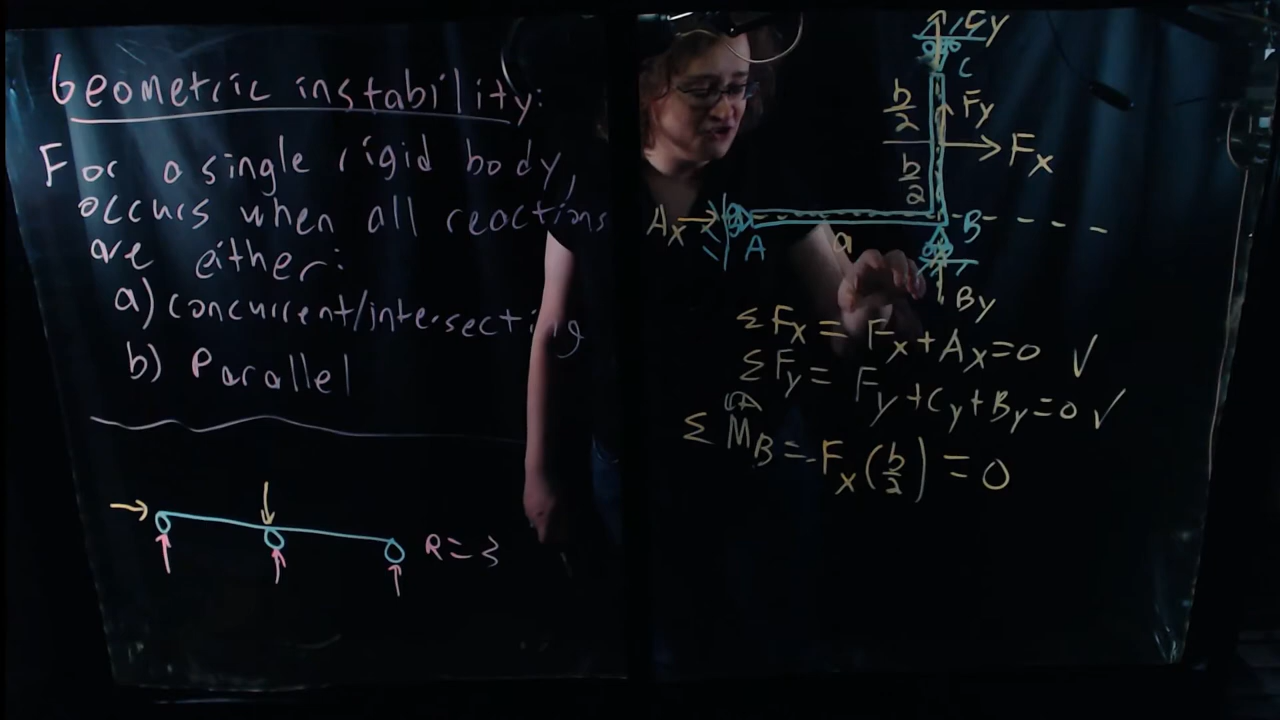 Geometric instability:
For a single rigid body,
occurs when all reactions
are either:
a) concurrent/intersecting
b) Parallel
R=3
Cy
C
b/2
Fy
Fx
b/2
Ax
A
a
B
By
ΣFx = Fx+Ax=0 √
ΣFy = Fy+Cy+By=0 √
ΣMB = -Fx(b/2) = 0